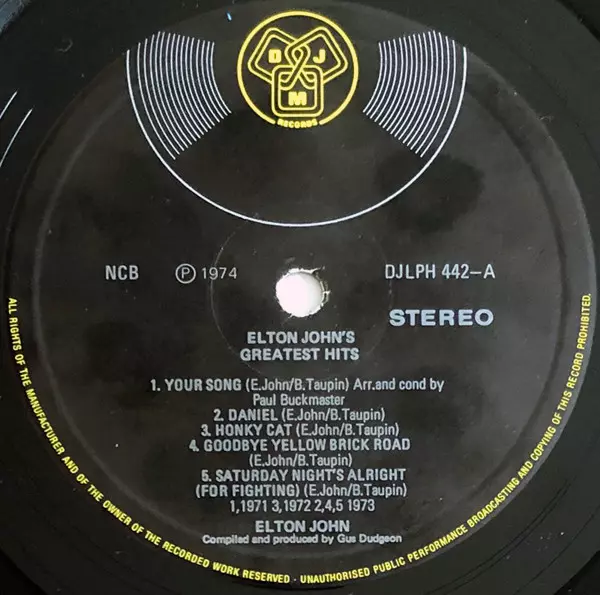 D J M
RECORDS
NCB
Ⓟ 1974
DJLPH 442-A
STEREO
ELTON JOHN'S
GREATEST HITS
1. YOUR SONG (E.John/B.Taupin) Arr.and cond by
Paul Buckmaster
2. DANIEL (E.John/B.Taupin)
3. HONKY CAT (E.John/B.Taupin)
4. GOODBYE YELLOW BRICK ROAD
(E.John/B.Taupin)
5. SATURDAY NIGHT'S ALRIGHT
(FOR FIGHTING) (E.John/B.Taupin)
1,1971 3,1972 2,4,5 1973
ELTON JOHN
Compiled and produced by Gus Dudgeon
ALL RIGHTS OF THE MANUFACTURER AND OF THE OWNER OF THE RECORDED WORK RESERVED · UNAUTHORISED PUBLIC PERFORMANCE BROADCASTING AND COPYING OF THIS RECORD PROHIBITED.